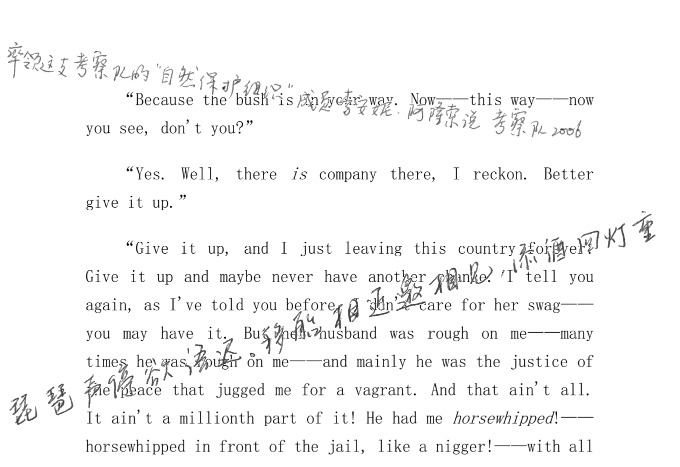 率领这支考察队的“自然保护组织”成员李安妮·阿隆索说 考察队2006
“Because the bush is in your way. Now——this way——now
you see, don't you?”
“Yes. Well, there is company there, I reckon. Better
give it up.”
“Give it up, and I just leaving this country forever!
Give it up and maybe never have another chance. I tell you
again, as I've told you before, I don't care for her swag——
you may have it. But her husband was rough on me——many
times he was rough on me——and mainly he was the justice of
the peace that jugged me for a vagrant. And that ain't all.
It ain't a millionth part of it! He had me horsewhipped!——
horsewhipped in front of the jail, like a nigger!——with all
琵琶声停欲语迟。移船相近邀相见,添酒回灯重